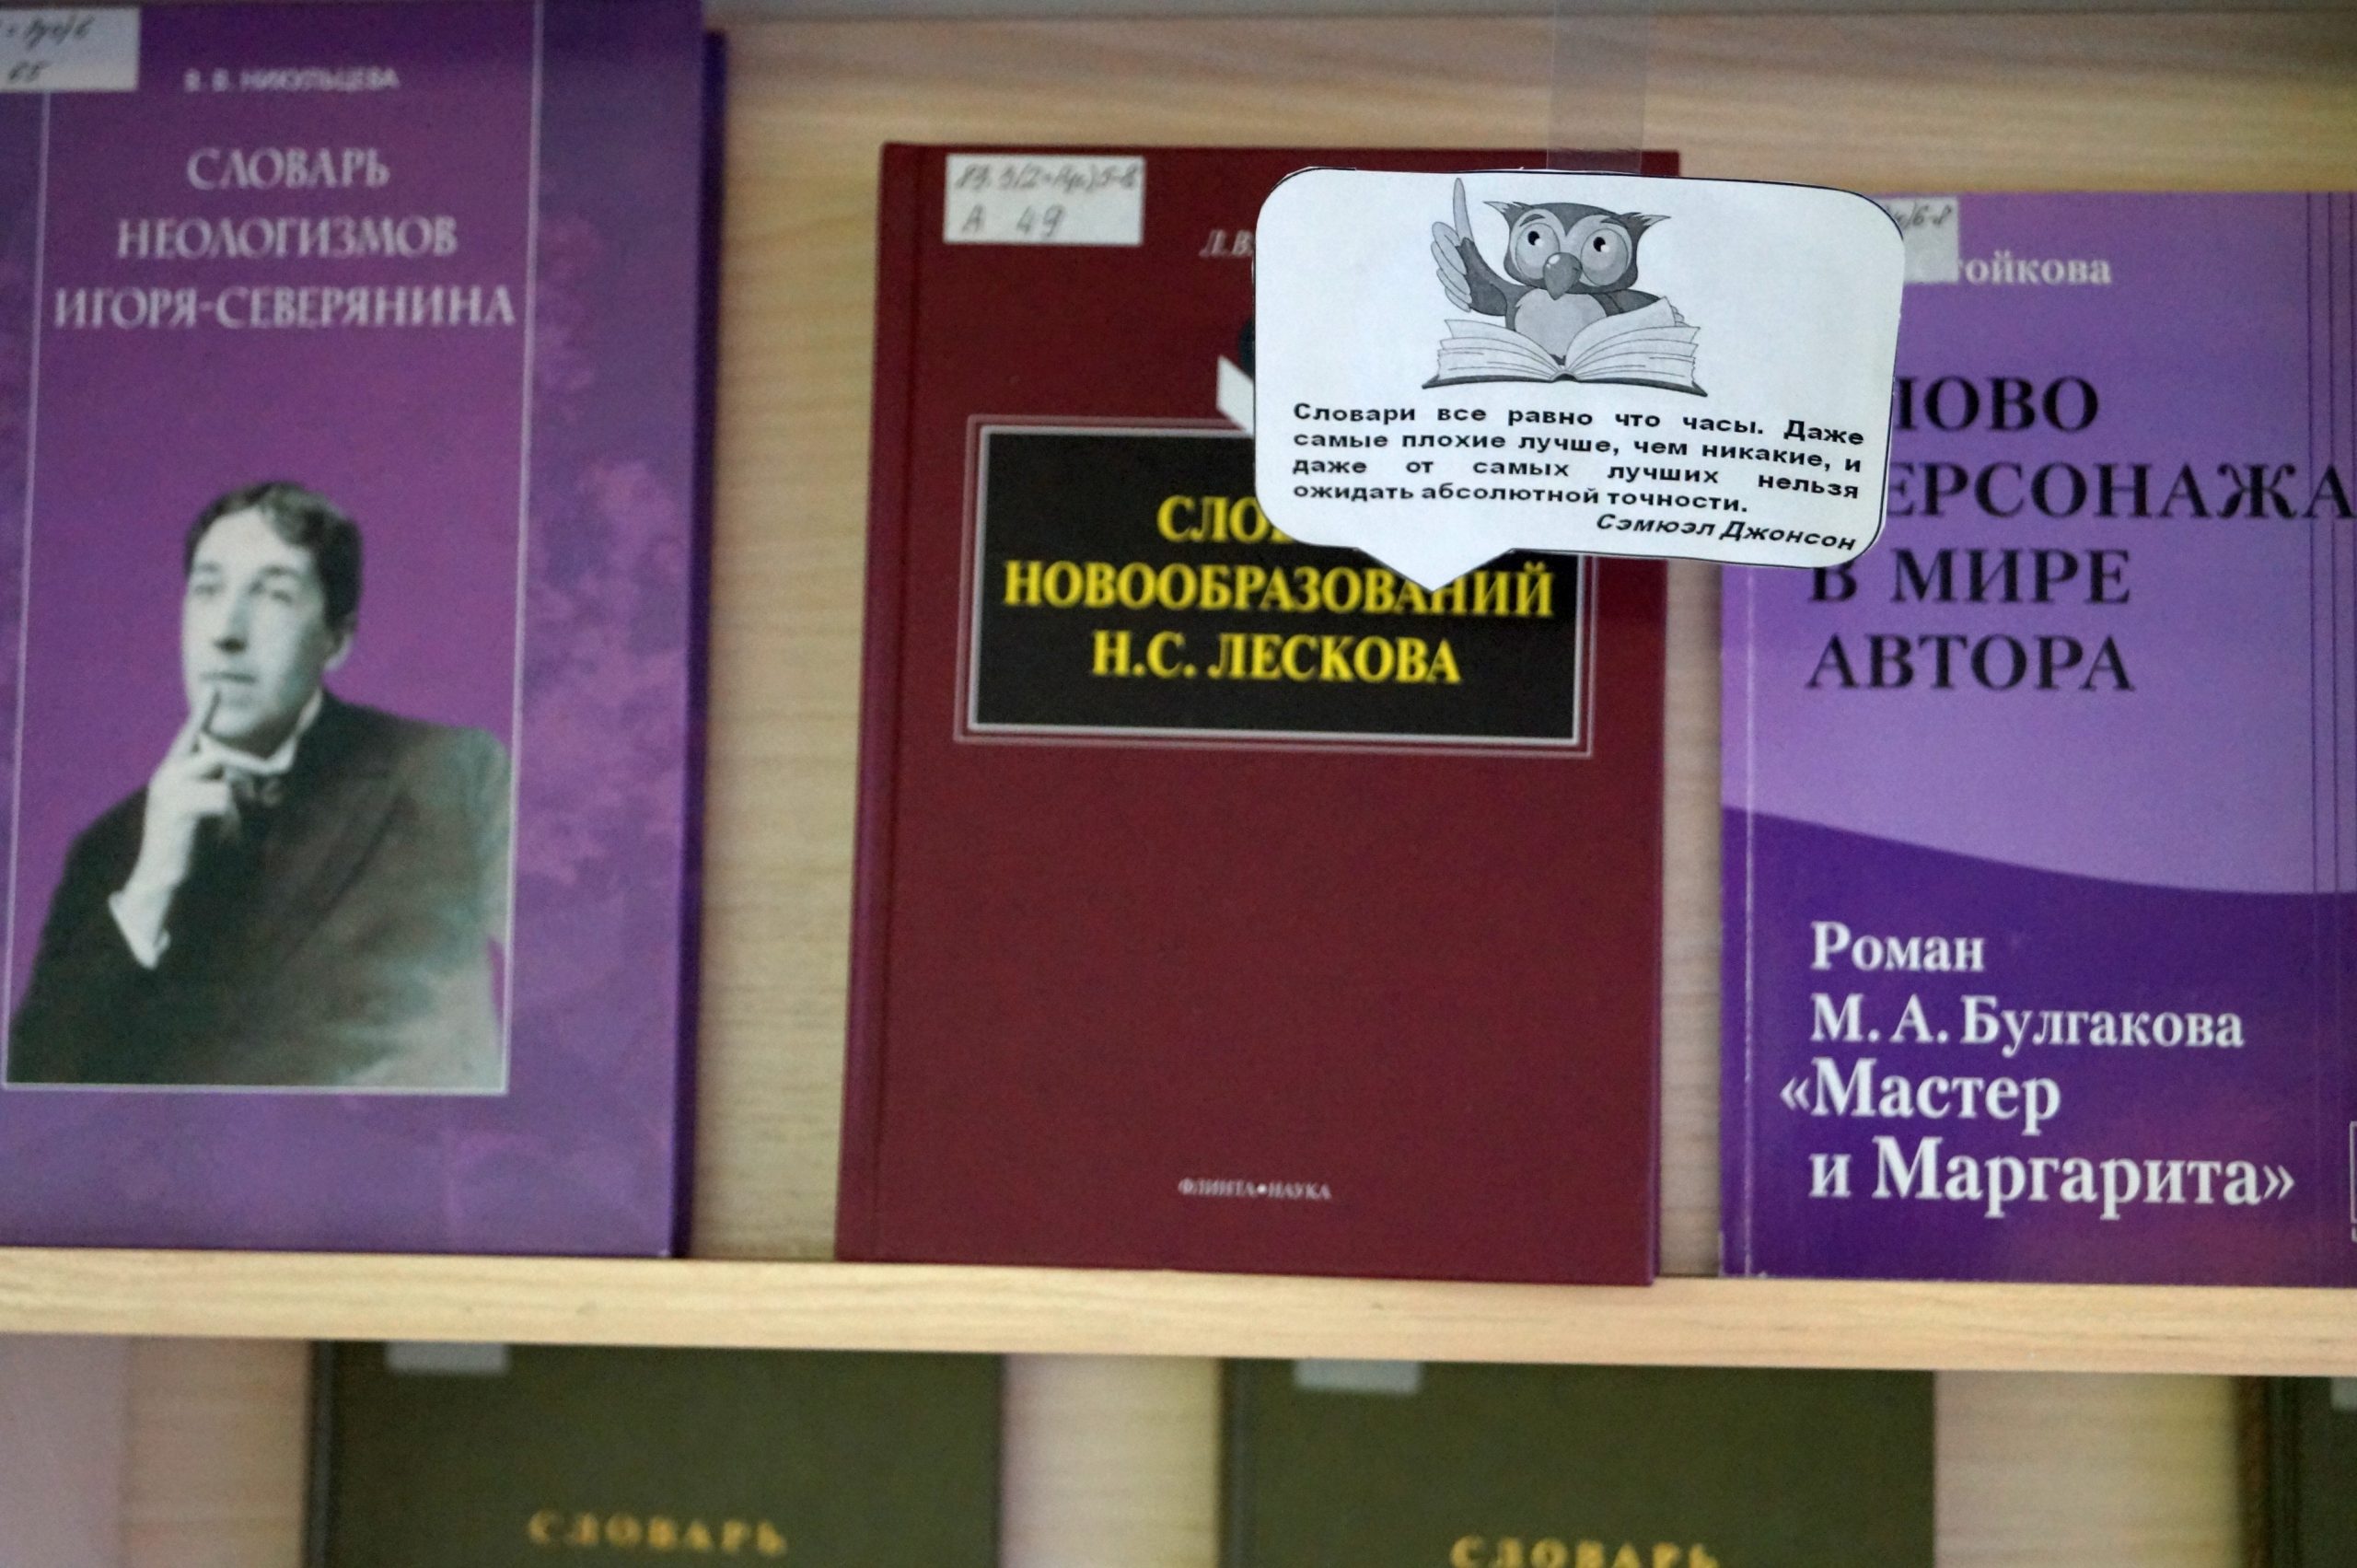 В. В. НИКУЛЬЦЕВА
СЛОВАРЬ
НЕОЛОГИЗМОВ
ИГОРЯ-СЕВЕРЯНИНА
А 49
Словари все равно что часы. Даже
самые плохие лучше, чем никакие, и
даже от самых лучших нельзя
ожидать абсолютной точности.
Сэмюэл Джонсон
НОВООБРАЗОВАНИЙ
Н.С. ЛЕСКОВА
ФЛИНТА•НАУКА
Стойкова
В МИРЕ
АВТОРА
Роман
М. А. Булгакова
«Мастер
и Маргарита»
СЛОВАРЬ
СЛОВАРЬ